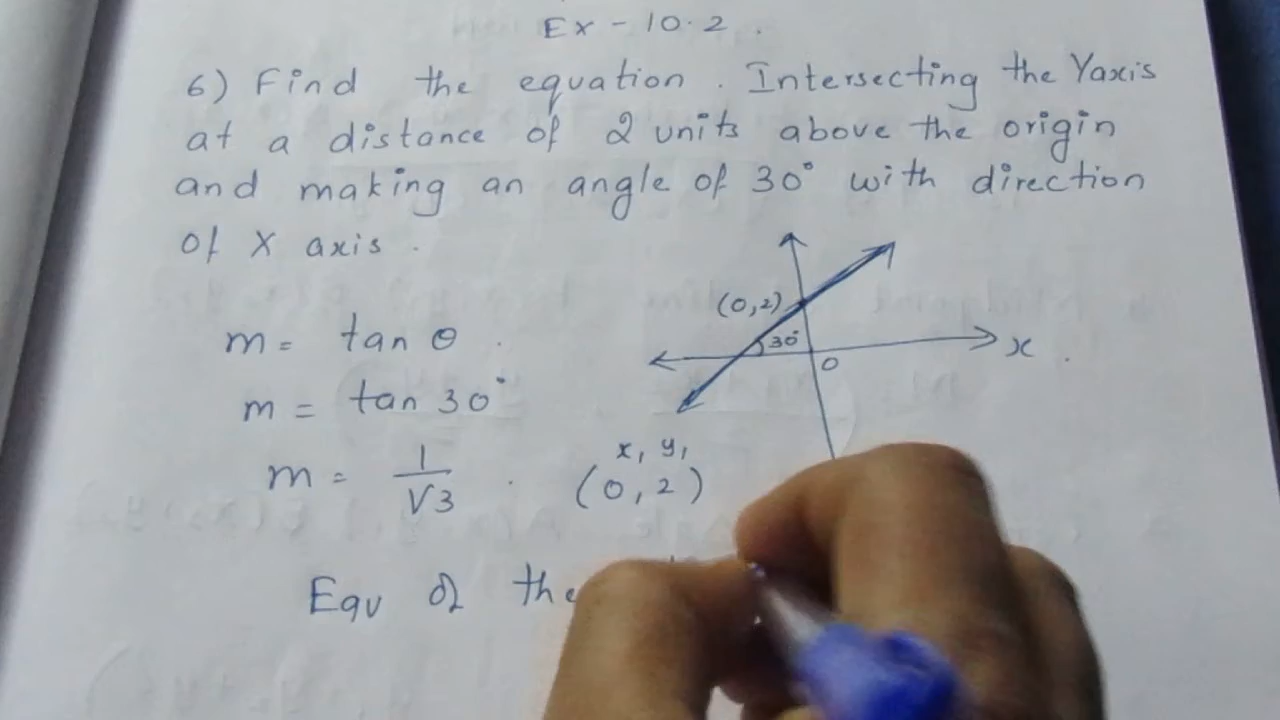 Ex - 10.2.
6) Find the equation. Intersecting the Yaxis
at a distance of 2 units above the origin
and making an angle of 30° with direction
of X axis.
(0,2)
30°
x
0
m = tan θ.
m = tan 30°
m = 1/√3.
x₁ y₁
(0,2)
Equ of the